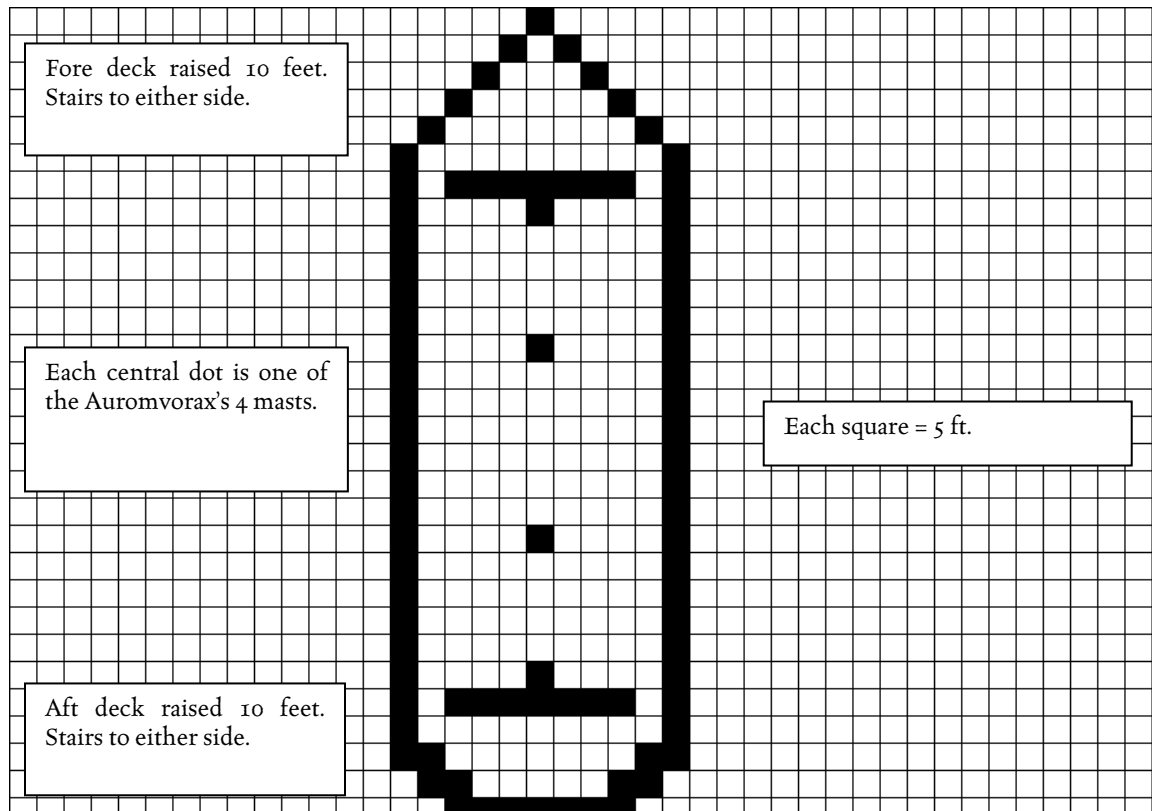 Fore deck raised 10 feet.
Stairs to either side.
Each central dot is one of
the Auromvorax's 4 masts.
Each square = 5 ft.
Aft deck raised 10 feet.
Stairs to either side.